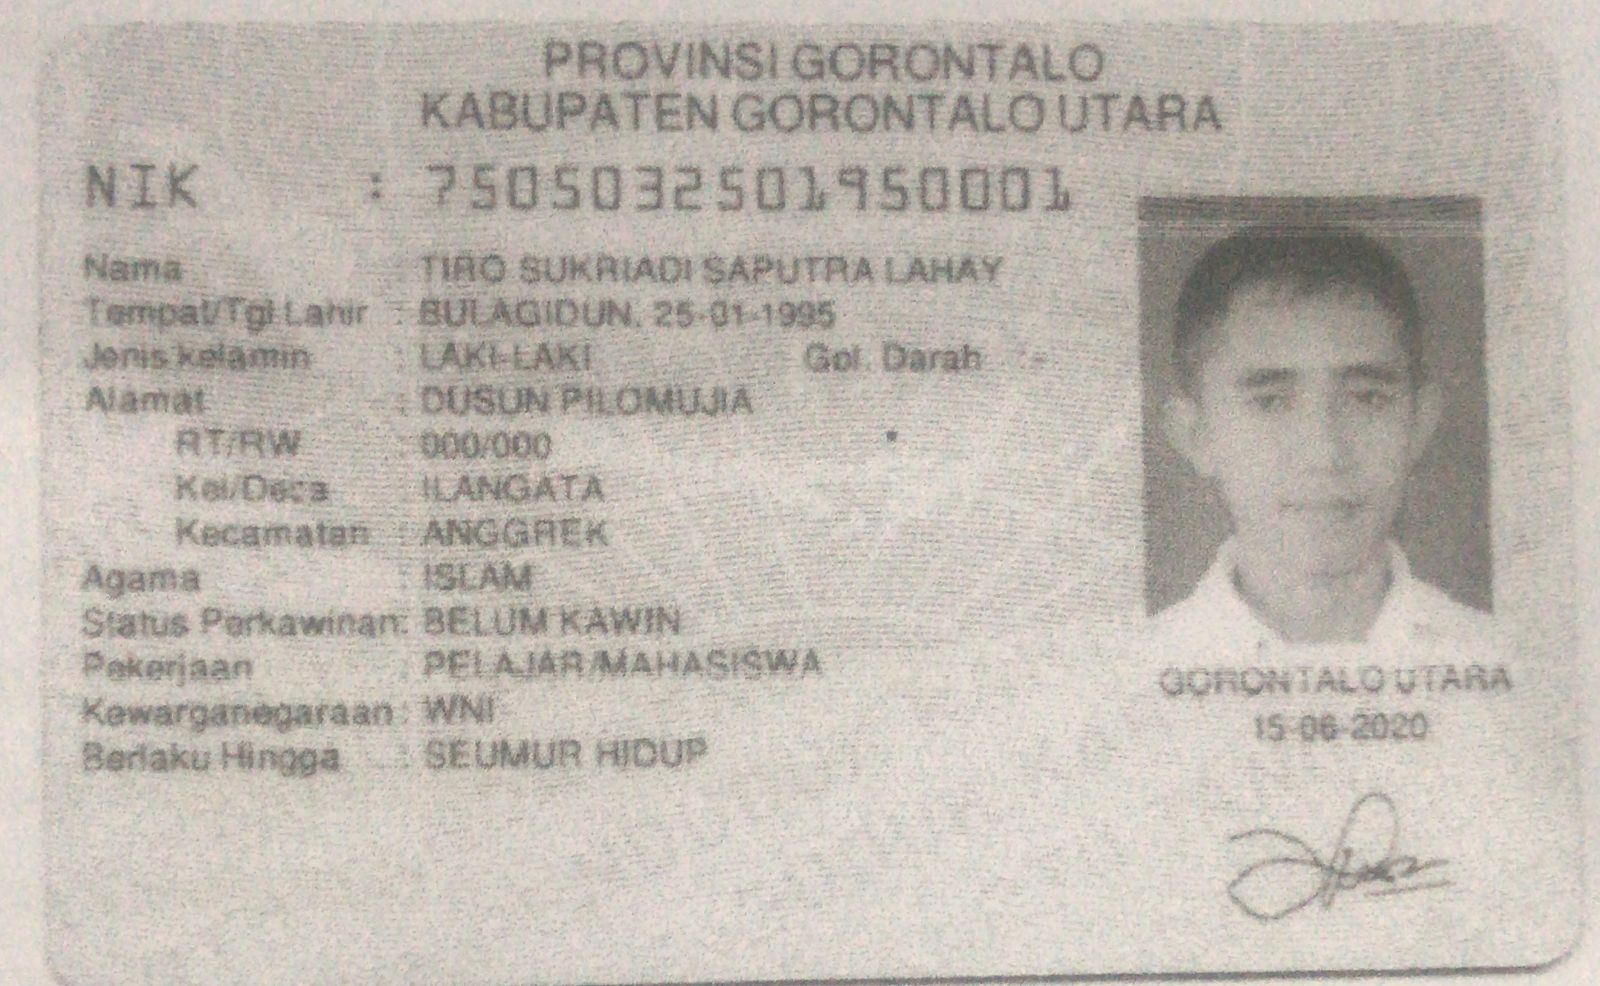 PROVINSI GORONTALO
KABUPATEN GORONTALO UTARA
NIK : 7505032501950001
Nama : TIRO SUKRIADI SAPUTRA LAHAY
Tempat/Tgl Lahir : BULAGIDUN, 25-01-1995
Jenis kelamin : LAKI-LAKI Gol. Darah : -
Alamat : DUSUN PILOMUJIA
RT/RW : 000/000
Kel/Desa : ILANGATA
Kecamatan : ANGGREK
Agama : ISLAM
Status Perkawinan: BELUM KAWIN
Pekerjaan : PELAJAR/MAHASISWA
Kewarganegaraan: WNI
Berlaku Hingga : SEUMUR HIDUP
GORONTALO UTARA
15-06-2020